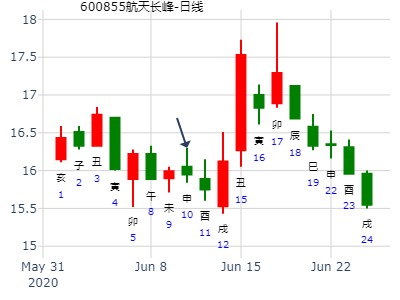 600855航天长峰-日线
18
17.5
17
16.5
16
15.5
15
亥
1
子
2
丑
3
寅
4
卯
5
午
8
未
9
申
10
酉
11
戌
12
丑
15
寅
16
卯
17
辰
18
巳
19
申
22
酉
23
戌
24
May 31
2020
Jun 8
Jun 15
Jun 22